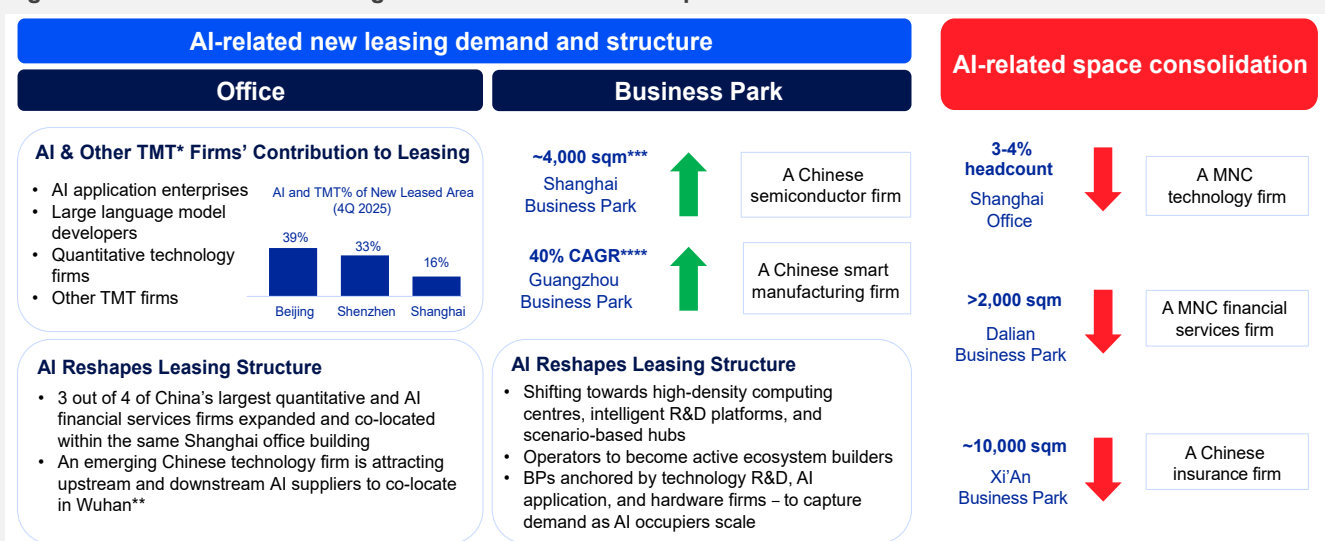 AI-related new leasing demand and structure
Office
AI & Other TMT* Firms' Contribution to Leasing
• AI application enterprises
• Large language model
developers
• Quantitative technology
firms
• Other TMT firms
AI and TMT% of New Leased Area
(4Q 2025)
39%
33%
16%
Beijing
Shenzhen
Shanghai
AI Reshapes Leasing Structure
• 3 out of 4 of China's largest quantitative and AI
financial services firms expanded and co-located
within the same Shanghai office building
• An emerging Chinese technology firm is attracting
upstream and downstream AI suppliers to co-locate
in Wuhan**
Business Park
~4,000 sqm***
Shanghai
Business Park
A Chinese
semiconductor firm
40% CAGR****
Guangzhou
Business Park
A Chinese smart
manufacturing firm
AI Reshapes Leasing Structure
• Shifting towards high-density computing
centres, intelligent R&D platforms, and
scenario-based hubs
• Operators to become active ecosystem builders
• BPs anchored by technology R&D, AI
application, and hardware firms – to capture
demand as AI occupiers scale
AI-related space consolidation
3-4%
headcount
Shanghai
Office
A MNC
technology firm
>2,000 sqm
Dalian
Business Park
A MNC financial
services firm
~10,000 sqm
Xi'An
Business Park
A Chinese
insurance firm